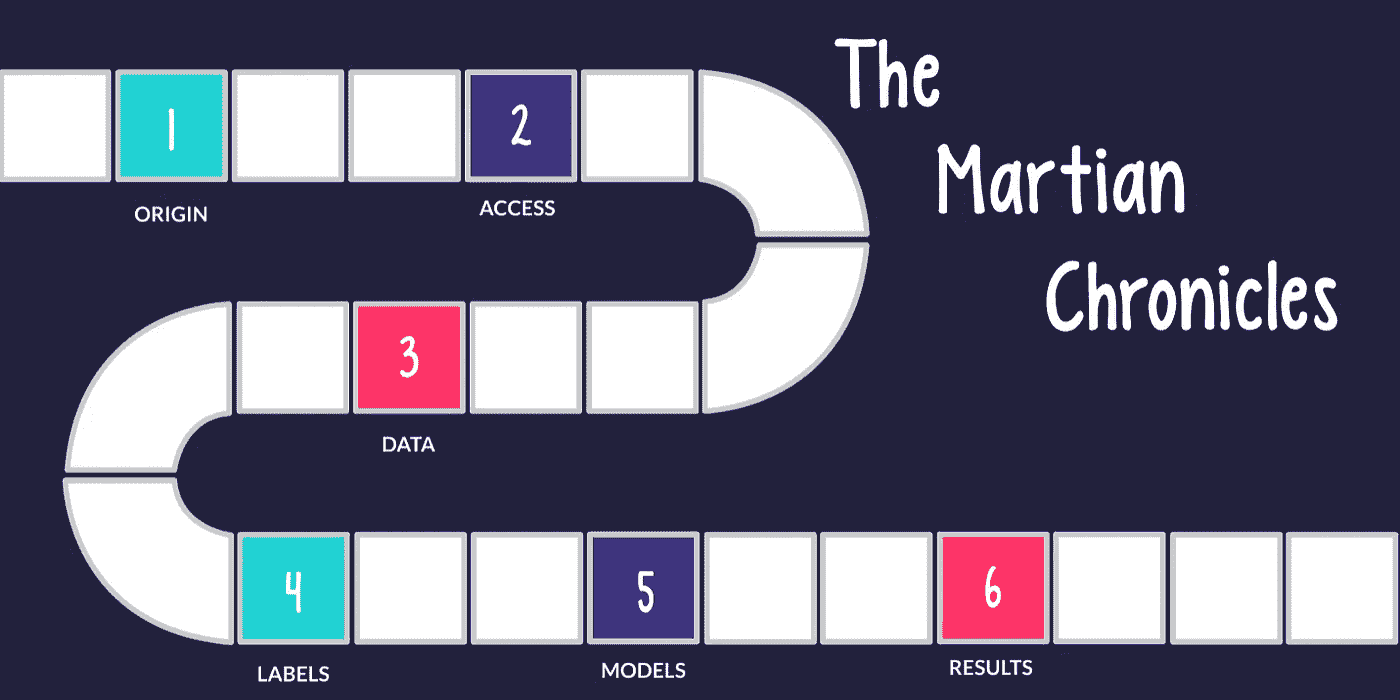 The
Martian
Chronicles
1
2
ORIGIN
ACCESS
3
DATA
4
5
6
LABELS
MODELS
RESULTS